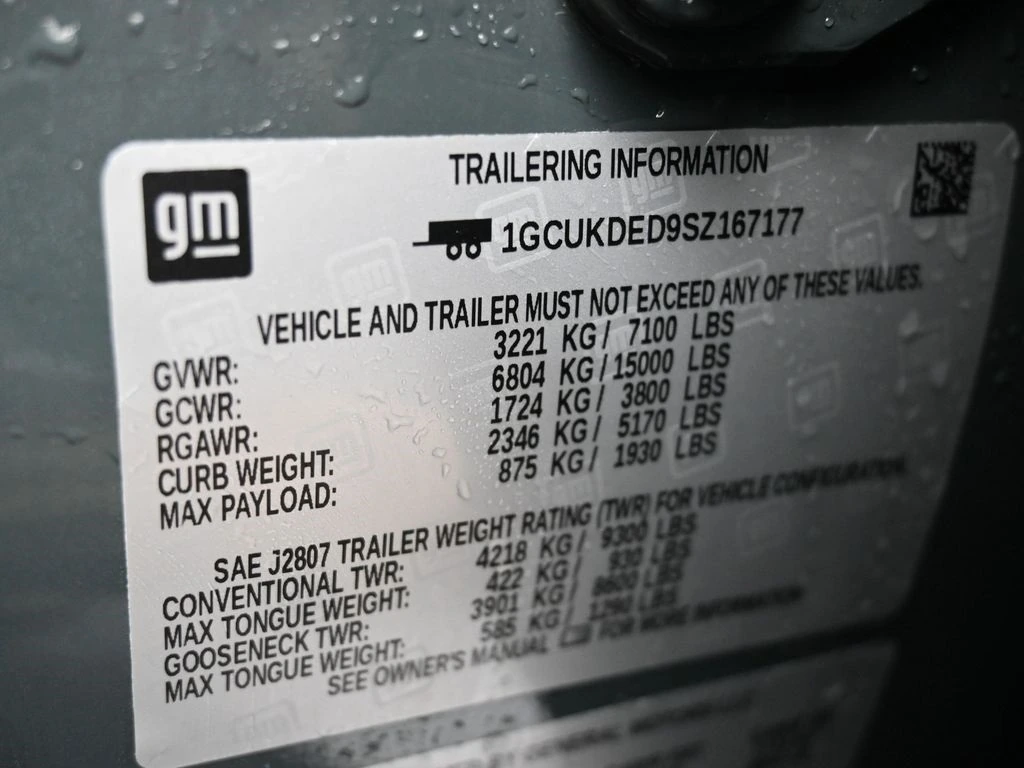 gm
TRAILERING INFORMATION
1GCUKDED9SZ167177
VEHICLE AND TRAILER MUST NOT EXCEED ANY OF THESE VALUES.
GVWR: 3221 KG/ 7100 LBS
GCWR: 6804 KG/15000 LBS
RGAWR: 1724 KG/ 3800 LBS
CURB WEIGHT: 2346 KG/ 5170 LBS
MAX PAYLOAD: 875 KG/ 1930 LBS
SAE J2807 TRAILER WEIGHT RATING (TWR) FOR VEHICLE CONFIGURATION.
CONVENTIONAL TWR: 4218 KG/ 9300 LBS
MAX TONGUE WEIGHT: 422 KG/ 930 LBS
GOOSENECK TWR: 3901 KG/ 8600 LBS
MAX TONGUE WEIGHT: 585 KG/ 1290 LBS
SEE OWNER'S MANUAL FOR MORE INFORMATION
GENERAL MOTORS LLC